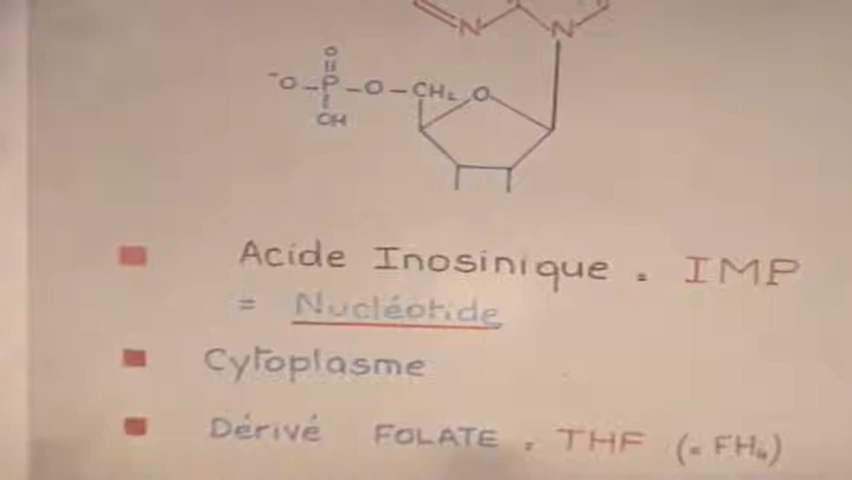 N N
O
⁻O – P – O – CH₂ O
OH
Acide Inosinique = IMP
= Nucléotide
Cytoplasme
Dérivé FOLATE = THF (= FH₄)